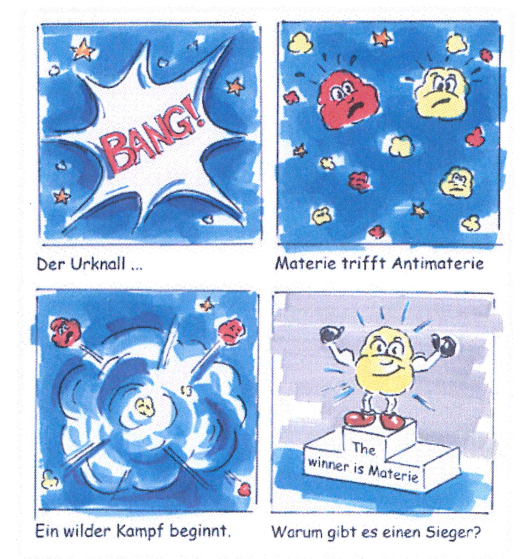 BANG!
Der Urknall ...
Materie trifft Antimaterie
Ein wilder Kampf beginnt.
The
winner is Materie
Warum gibt es einen Sieger?